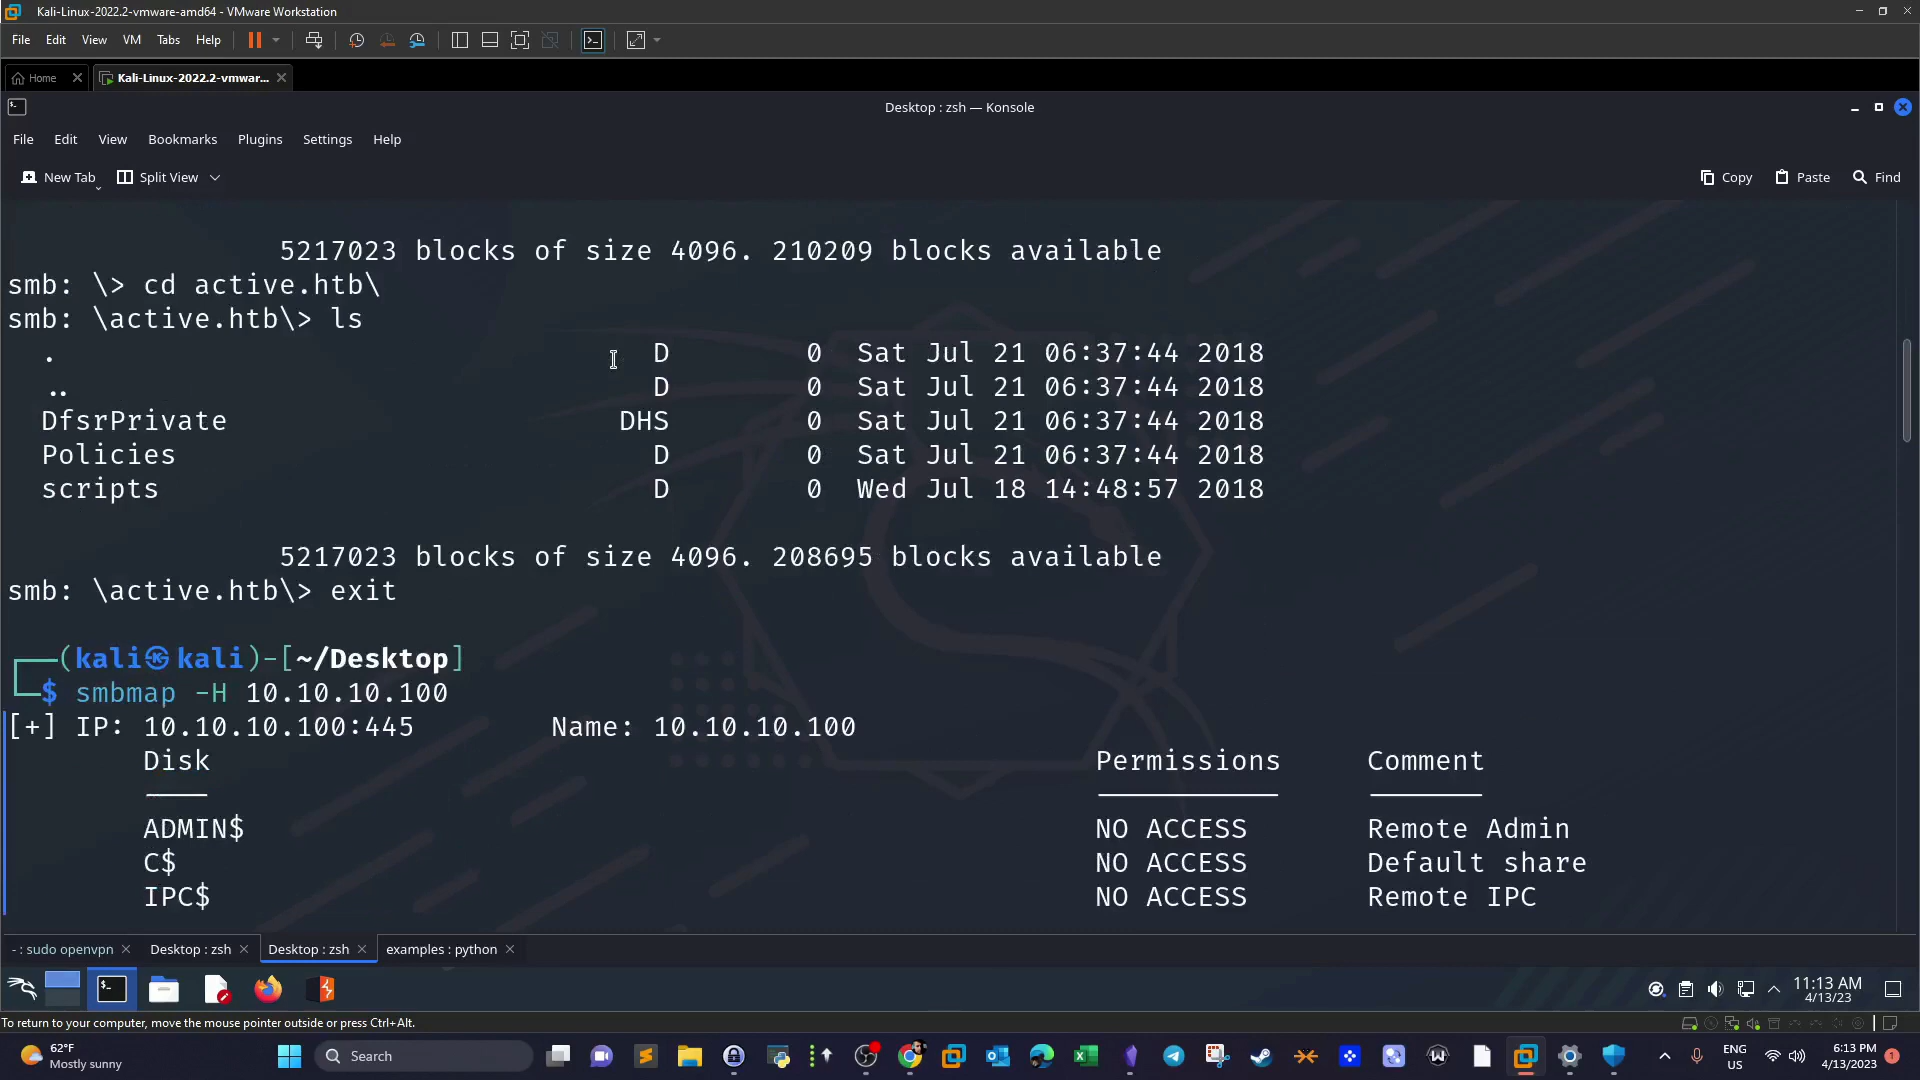 Kali-Linux-2022.2-vmware-amd64 - VMware Workstation
File Edit View VM Tabs Help
Home Kali-Linux-2022.2-vmwar...
Desktop : zsh — Konsole
File Edit View Bookmarks Plugins Settings Help
New Tab Split View Copy Paste Find
5217023 blocks of size 4096. 210209 blocks available
smb: \> cd active.htb\
smb: \active.htb\> ls
. D 0 Sat Jul 21 06:37:44 2018
.. D 0 Sat Jul 21 06:37:44 2018
DfsrPrivate DHS 0 Sat Jul 21 06:37:44 2018
Policies D 0 Sat Jul 21 06:37:44 2018
scripts D 0 Wed Jul 18 14:48:57 2018
5217023 blocks of size 4096. 208695 blocks available
smb: \active.htb\> exit
(kali㉿kali)-[~/Desktop]
$ smbmap -H 10.10.10.100
[+] IP: 10.10.10.100:445 Name: 10.10.10.100
Disk Permissions Comment
---- ----------- -------
ADMIN$ NO ACCESS Remote Admin
C$ NO ACCESS Default share
IPC$ NO ACCESS Remote IPC
- : sudo openvpn Desktop : zsh Desktop : zsh examples : python
11:13 AM
4/13/23
To return to your computer, move the mouse pointer outside or press Ctrl+Alt.
62°F
Mostly sunny
Search
ENG
US
6:13 PM
4/13/2023
1